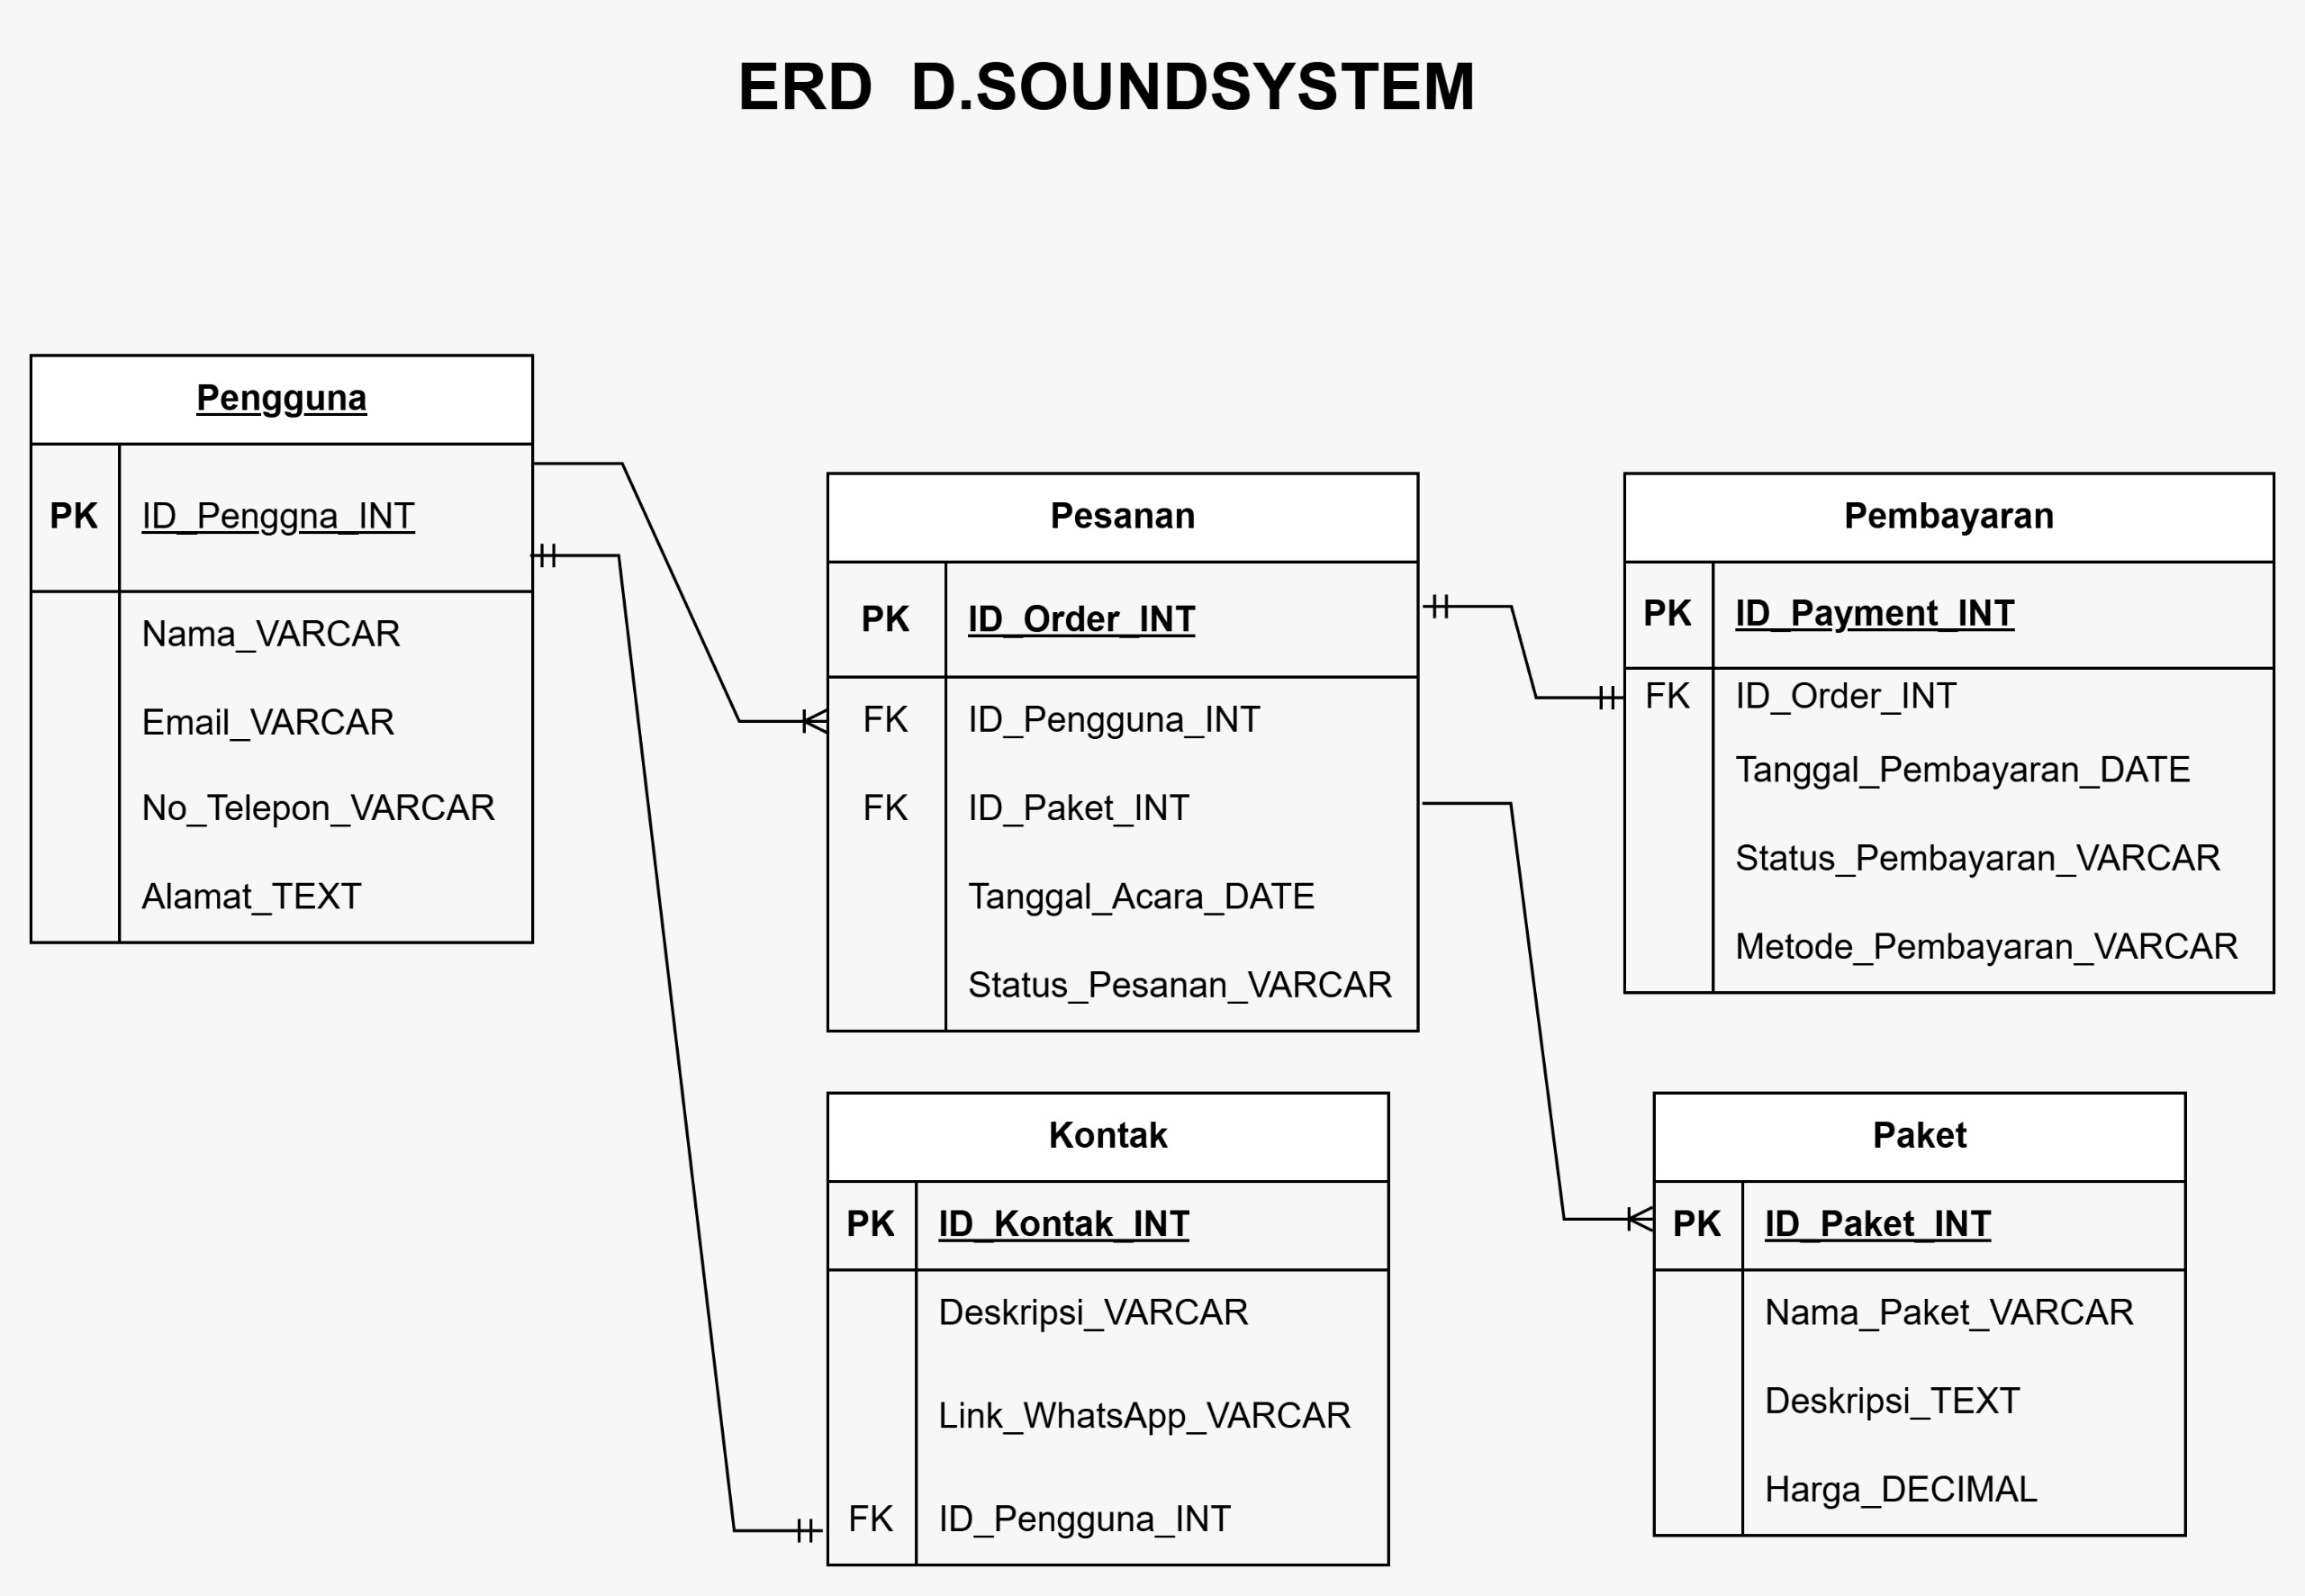 ERD D.SOUNDSYSTEM
Pengguna
PK ID_Penggna_INT
Nama_VARCAR
Email_VARCAR
No_Telepon_VARCAR
Alamat_TEXT
Pesanan
PK ID_Order_INT
FK ID_Pengguna_INT
FK ID_Paket_INT
Tanggal_Acara_DATE
Status_Pesanan_VARCAR
Pembayaran
PK ID_Payment_INT
FK ID_Order_INT
Tanggal_Pembayaran_DATE
Status_Pembayaran_VARCAR
Metode_Pembayaran_VARCAR
Kontak
PK ID_Kontak_INT
Deskripsi_VARCAR
Link_WhatsApp_VARCAR
FK ID_Pengguna_INT
Paket
PK ID_Paket_INT
Nama_Paket_VARCAR
Deskripsi_TEXT
Harga_DECIMAL